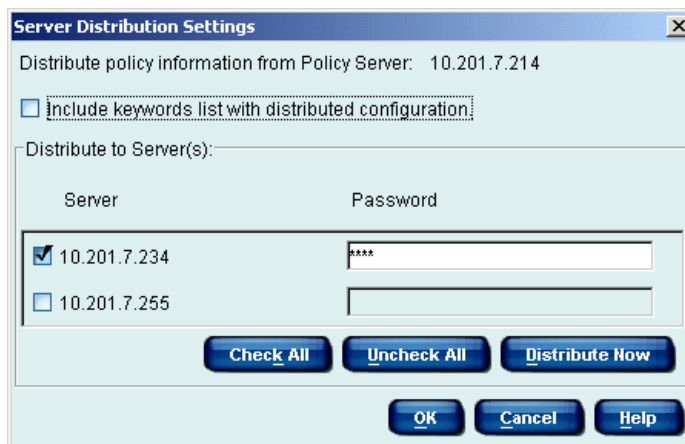 Server Distribution Settings
Distribute policy information from Policy Server: 10.201.7.214
Include keywords list with distributed configuration.
Distribute to Server(s):
Server Password
10.201.7.234 ****
10.201.7.255
Check All Uncheck All Distribute Now
OK Cancel Help